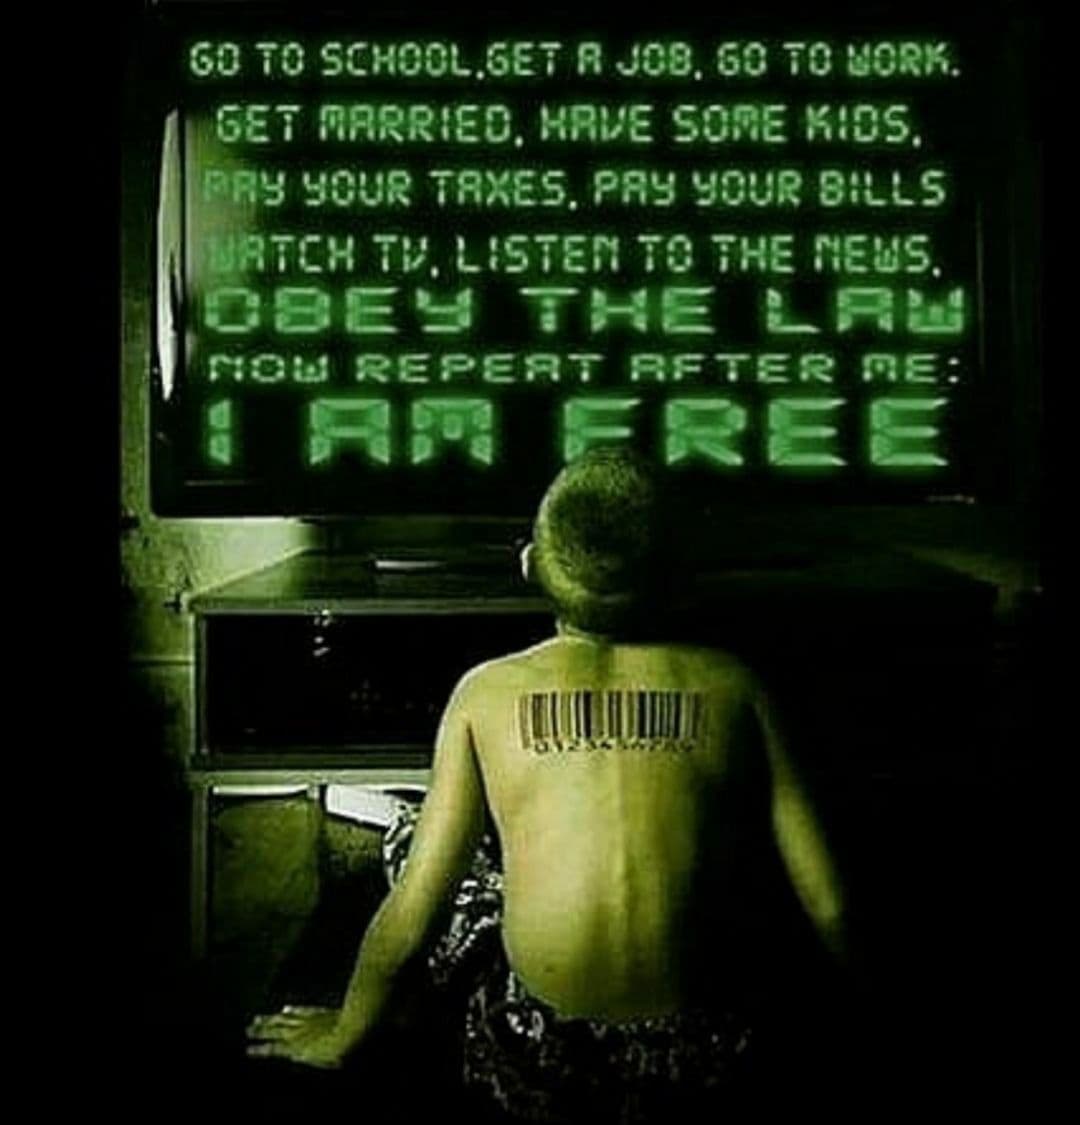 GO TO SCHOOL,GET A JOB, GO TO WORK.
GET MARRIED, HAVE SOME KIDS,
PAY YOUR TAXES, PAY YOUR BILLS
WATCH TV, LISTEN TO THE NEWS,
OBEY THE LAW
NOW REPEAT AFTER ME:
I AM FREE
0123456789